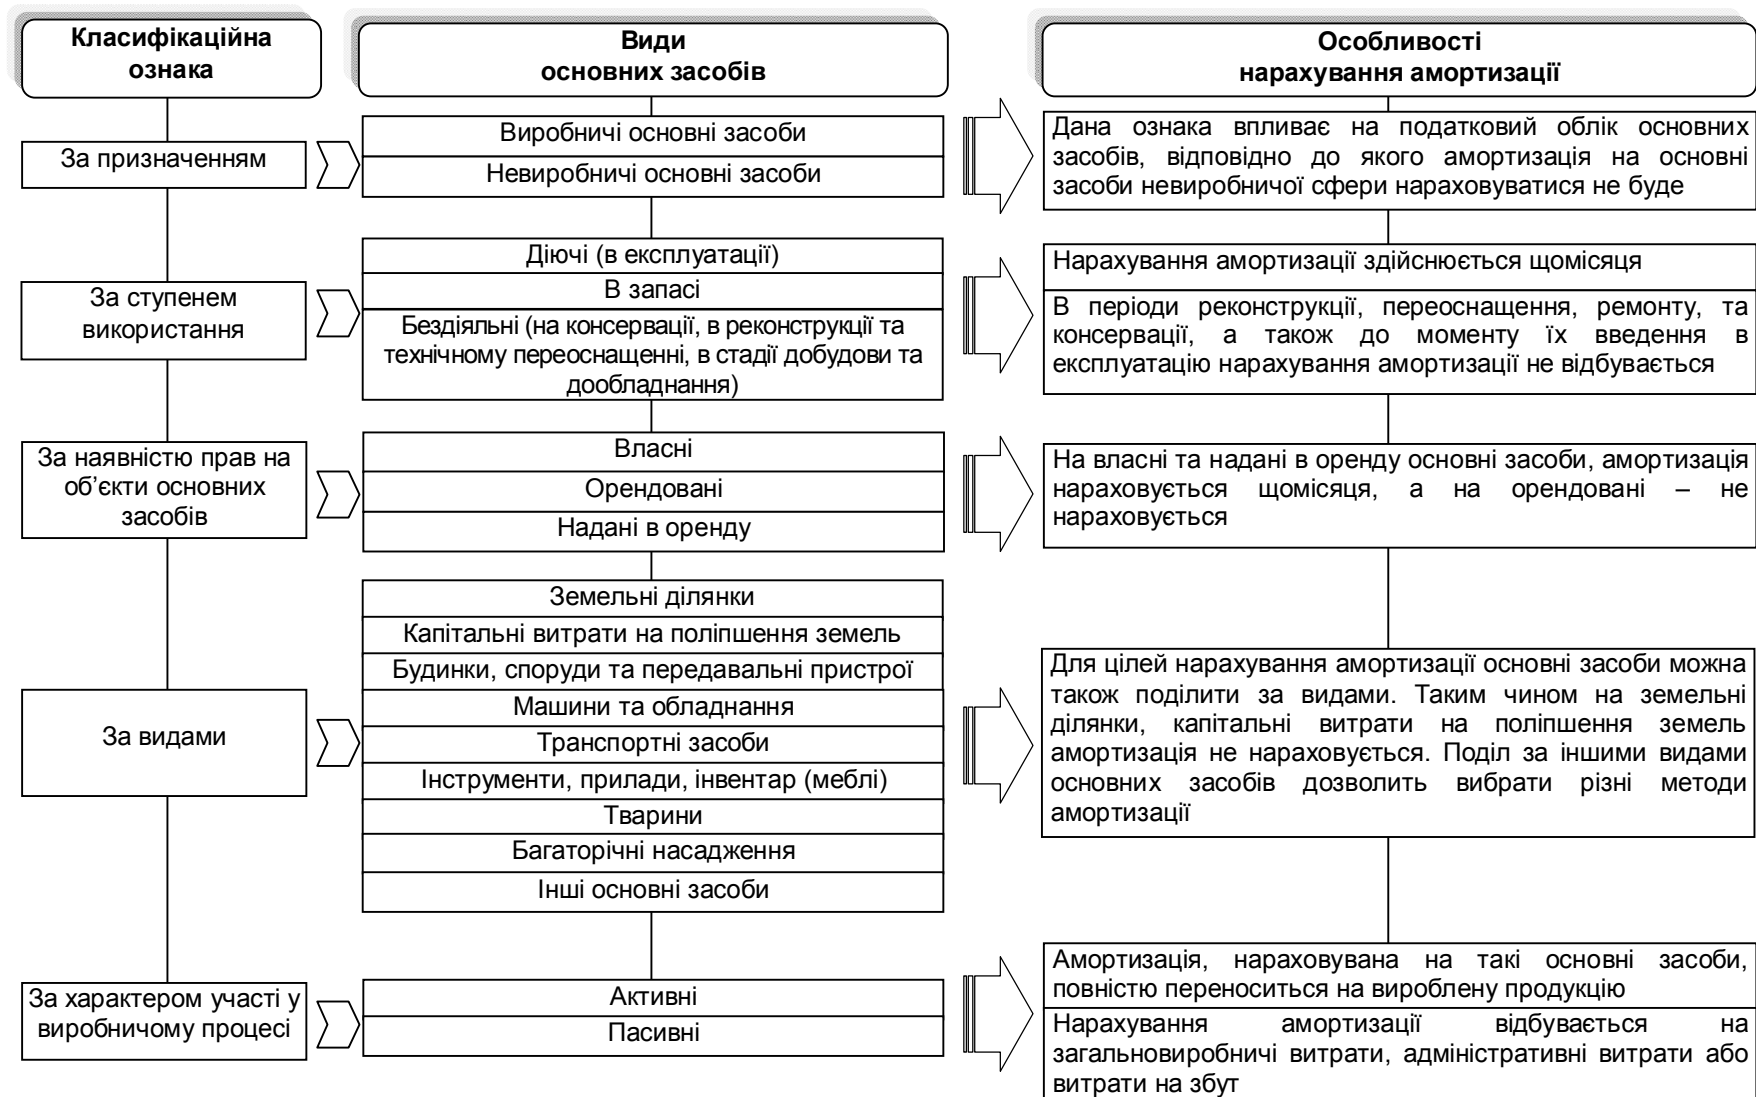 Класифікаційна
ознака
Види
основних засобів
Особливості
нарахування амортизації
За призначенням
Виробничі основні засоби
Невиробничі основні засоби
Дана ознака впливає на податковий облік основних
засобів, відповідно до якого амортизація на основні
засоби невиробничої сфери нараховуватися не буде
За ступенем
використання
Діючі (в експлуатації)
В запасі
Бездіяльні (на консервації, в реконструкції та
технічному переоснащенні, в стадії добудови та
дообладнання)
Нарахування амортизації здійснюється щомісяця
В періоди реконструкції, переоснащення, ремонту, та
консервації, а також до моменту їх введення в
експлуатацію нарахування амортизації не відбувається
За наявністю прав на
об’єкти основних
засобів
Власні
Орендовані
Надані в оренду
На власні та надані в оренду основні засоби, амортизація
нараховується щомісяця, а на орендовані – не
нараховується
За видами
Земельні ділянки
Капітальні витрати на поліпшення земель
Будинки, споруди та передавальні пристрої
Машини та обладнання
Транспортні засоби
Інструменти, прилади, інвентар (меблі)
Тварини
Багаторічні насадження
Інші основні засоби
Для цілей нарахування амортизації основні засоби можна
також поділити за видами. Таким чином на земельні
ділянки, капітальні витрати на поліпшення земель
амортизація не нараховується. Поділ за іншими видами
основних засобів дозволить вибрати різні методи
амортизації
За характером участі у
виробничому процесі
Активні
Пасивні
Амортизація, нараховувана на такі основні засоби,
повністю переноситься на вироблену продукцію
Нарахування амортизації відбувається на
загальновиробничі витрати, адміністративні витрати або
витрати на збут